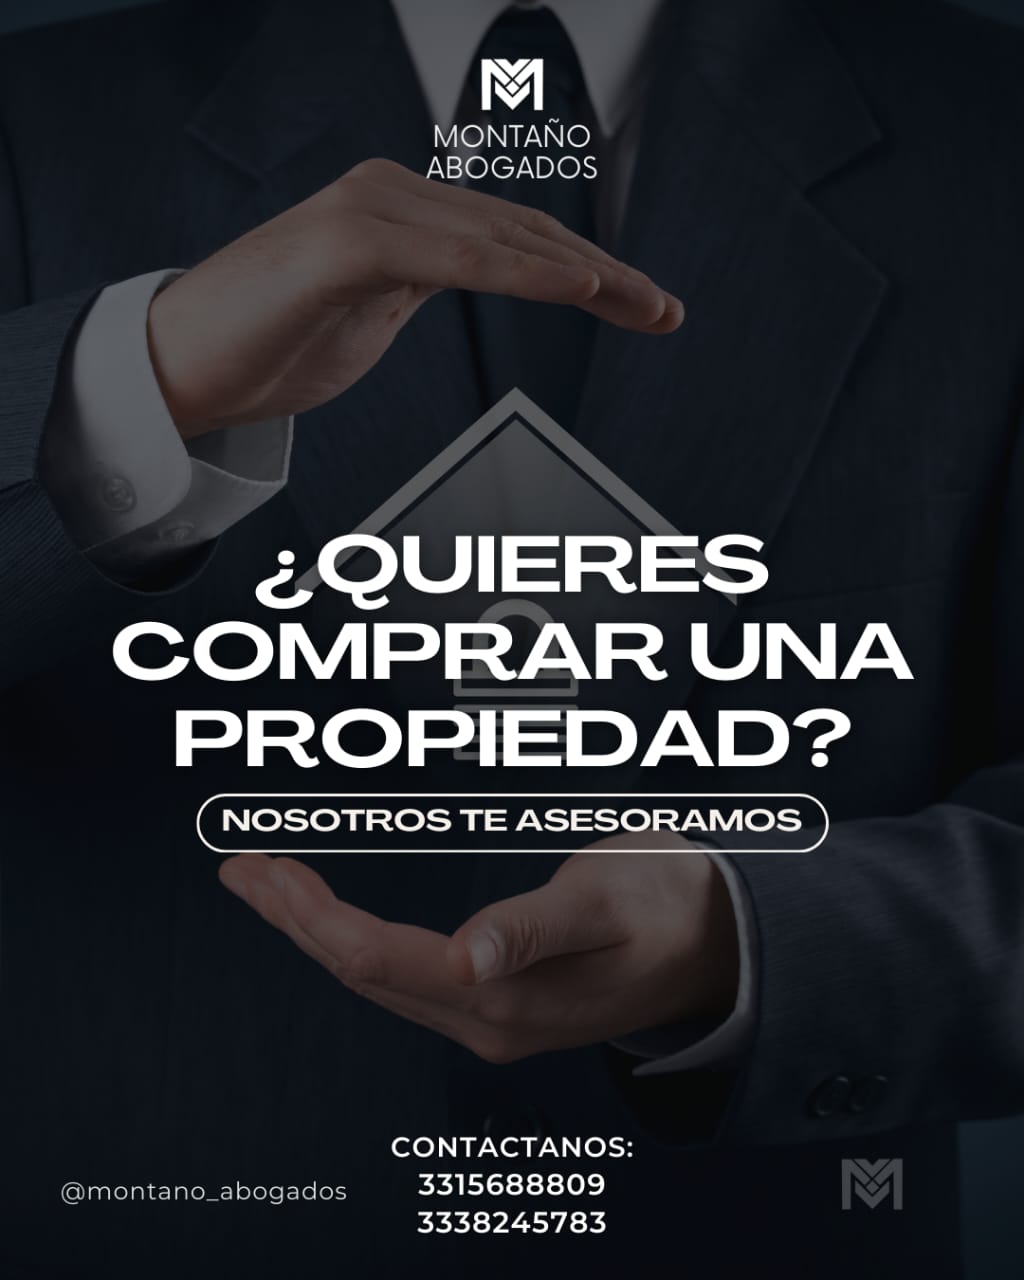 MONTAÑO
ABOGADOS
¿QUIERES
COMPRAR UNA
PROPIEDAD?
NOSOTROS TE ASESORAMOS
CONTACTANOS:
3315688809
3338245783
@montano_abogados